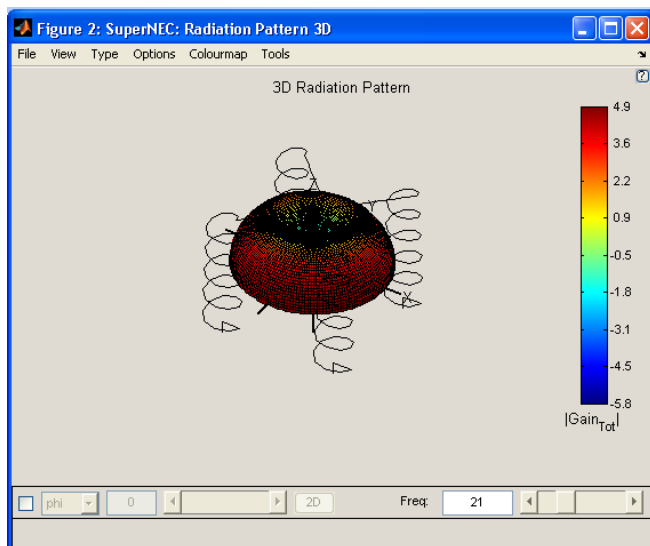 Figure 2: SuperNEC: Radiation Pattern 3D
File View Type Options Colourmap Tools
3D Radiation Pattern
4.9
3.6
2.2
0.9
-0.5
-1.8
-3.1
-4.5
-5.8
|Gain_Tot|
Z
Y
X
phi 0 2D Freq: 21